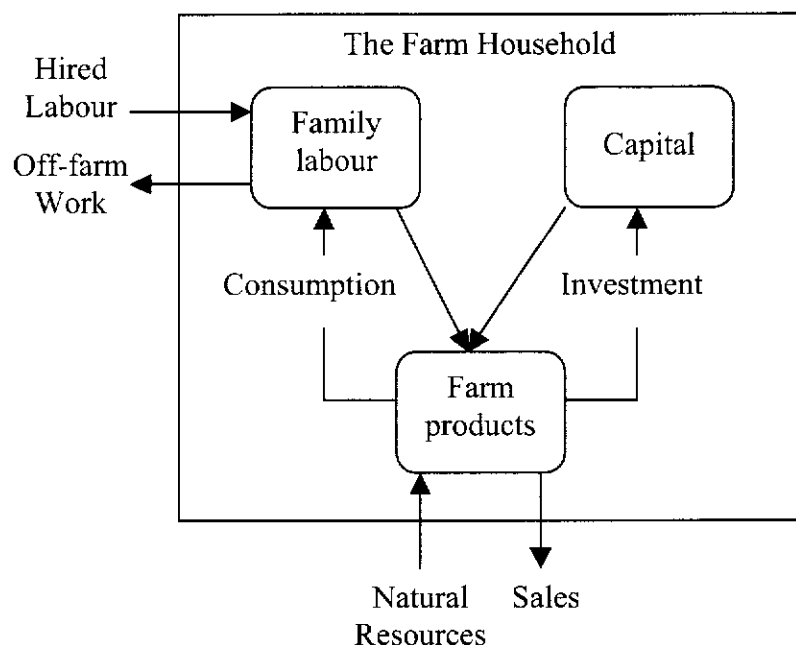 The Farm Household
Hired
Labour
Family
labour
Capital
Off-farm
Work
Consumption
Investment
Farm
products
Natural
Resources
Sales